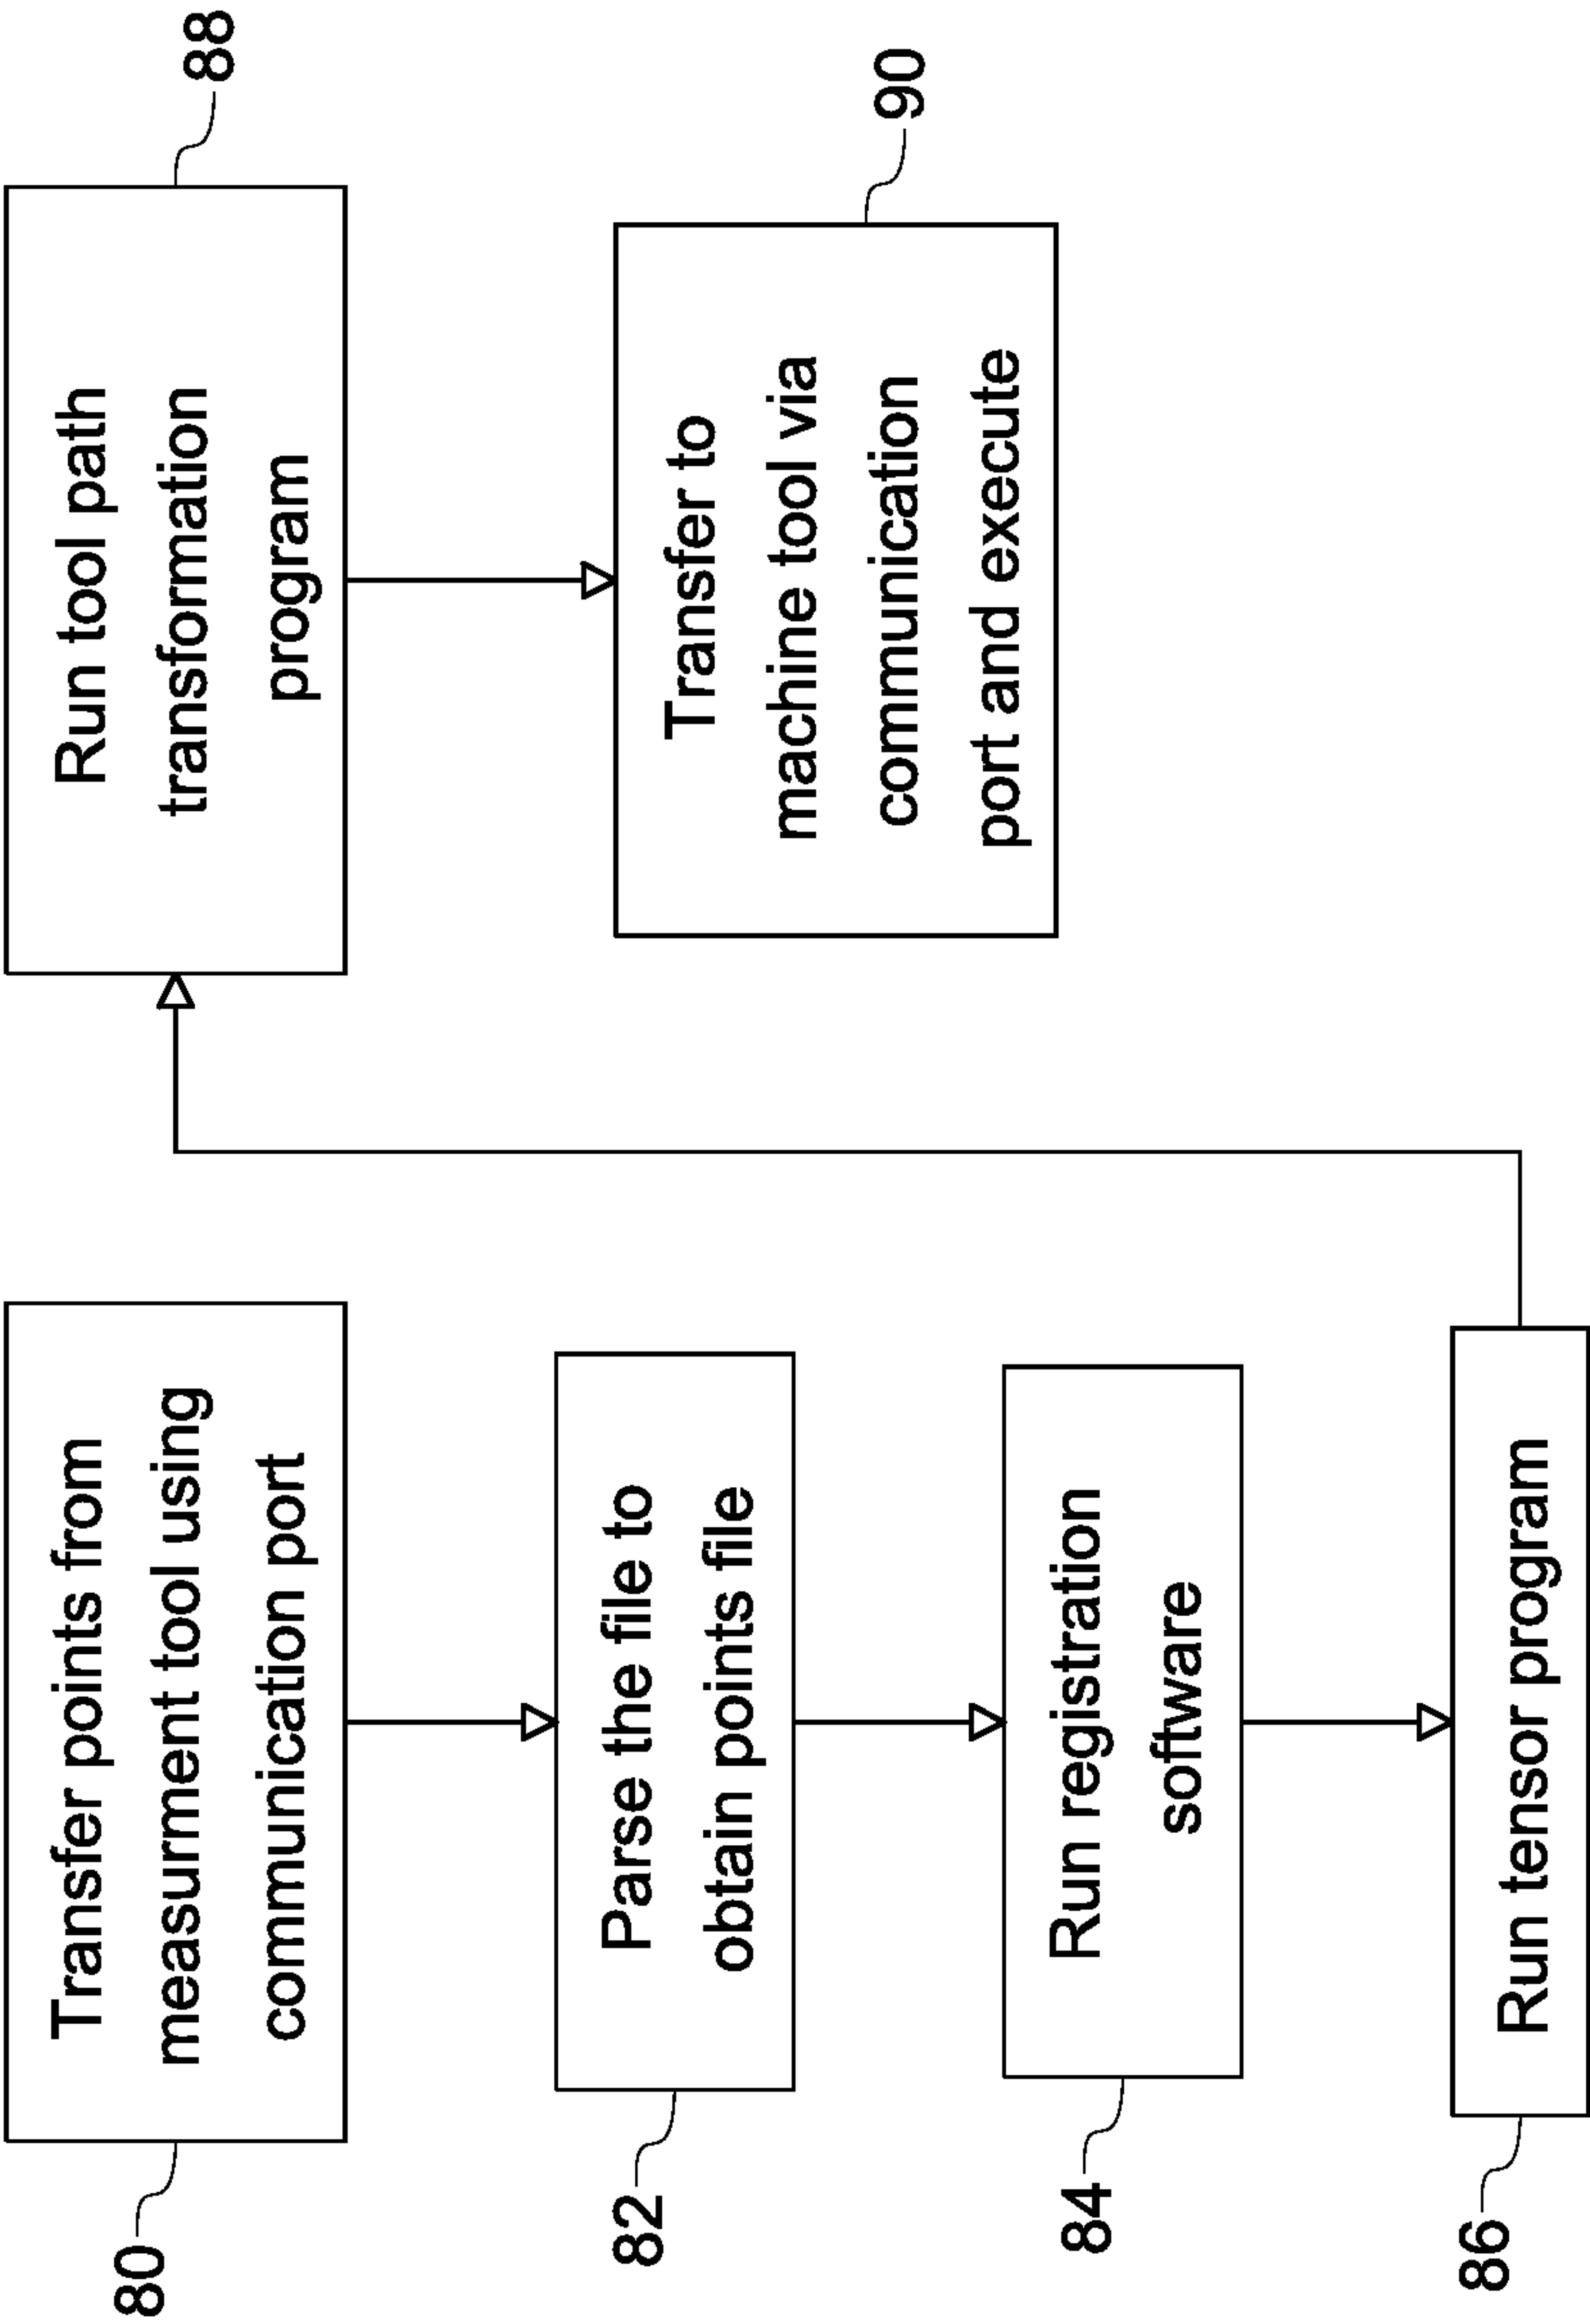 80
Transfer points from
measurment tool using
communication port
82
Parse the file to
obtain points file
84
Run registration
software
86
Run tensor program
88
Run tool path
transformation
program
90
Transfer to
machine tool via
communication
port and execute